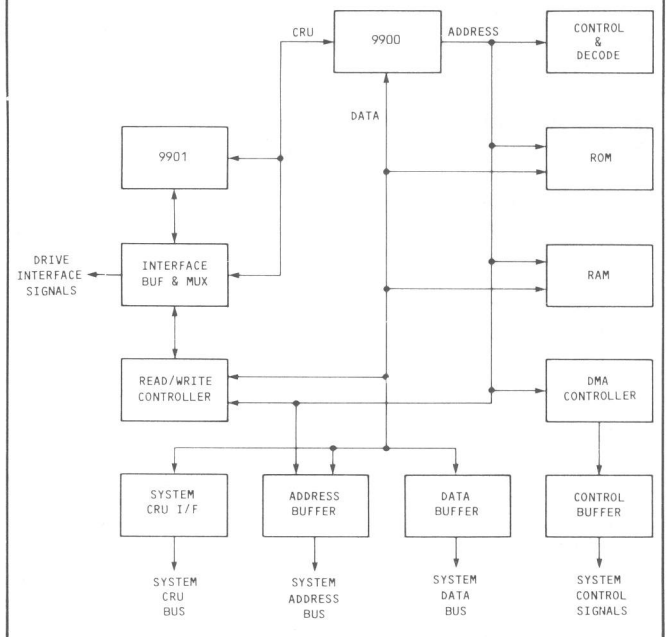 CRU
9900
ADDRESS
CONTROL
&
DECODE
DATA
9901
ROM
DRIVE
INTERFACE
SIGNALS
INTERFACE
BUF & MUX
RAM
READ/WRITE
CONTROLLER
DMA
CONTROLLER
SYSTEM
CRU I/F
ADDRESS
BUFFER
DATA
BUFFER
CONTROL
BUFFER
SYSTEM
CRU
BUS
SYSTEM
ADDRESS
BUS
SYSTEM
DATA
BUS
SYSTEM
CONTROL
SIGNALS